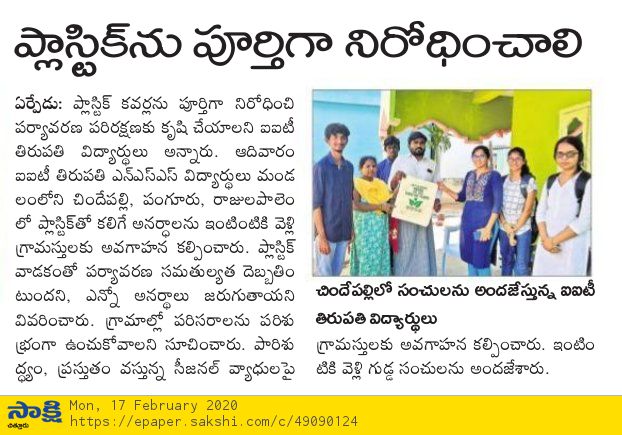 ప్లాస్టిక్‌ను పూర్తిగా నిరోధించాలి
ఏర్పేడు: ప్లాస్టిక్ కవర్లను పూర్తిగా నిరోధించి
పర్యావరణ పరిరక్షణకు కృషి చేయాలని ఐఐటీ
తిరుపతి విద్యార్థులు అన్నారు. ఆదివారం
ఐఐటీ తిరుపతి ఎన్ఎస్ఎస్ విద్యార్థులు మండ
లంలోని చిందేపల్లి, పంగూరు, రాజులపాలెం
లో ప్లాస్టిక్‌తో కలిగే అనర్థాలను ఇంటింటికి వెళ్లి
గ్రామస్తులకు అవగాహన కల్పించారు. ప్లాస్టిక్
వాడకంతో పర్యావరణ సమతుల్యత దెబ్బతిం
టుందని, ఎన్నో అనర్థాలు జరుగుతాయని
వివరించారు. గ్రామాల్లో పరిసరాలను పరిశు
భ్రంగా ఉంచుకోవాలని సూచించారు. పారిశు
ద్ధ్యం, ప్రస్తుతం వస్తున్న సీజనల్ వ్యాధులపై
చిందేపల్లిలో సంచులను అందజేస్తున్న ఐఐటీ
తిరుపతి విద్యార్థులు
గ్రామస్తులకు అవగాహన కల్పించారు. ఇంటిం
టికి వెళ్లి గుడ్డ సంచులను అందజేశారు.
సాక్షి
చిత్తూరు
Mon, 17 February 2020
https://epaper.sakshi.com/c/49090124